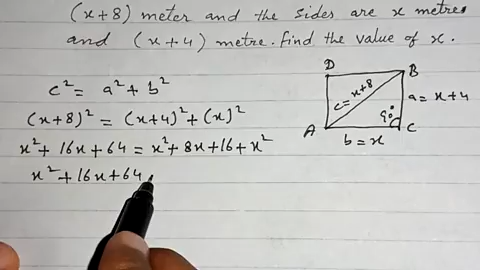 (x+8) meter and the sides are x metres
and (x+4) metre. find the value of x.
c² = a² + b²
(x+8)² = (x+4)² + (x)²
x² + 16x + 64 = x² + 8x + 16 + x²
x² + 16x + 64
D
B
c = x+8
a = x+4
90°
A
C
b = x